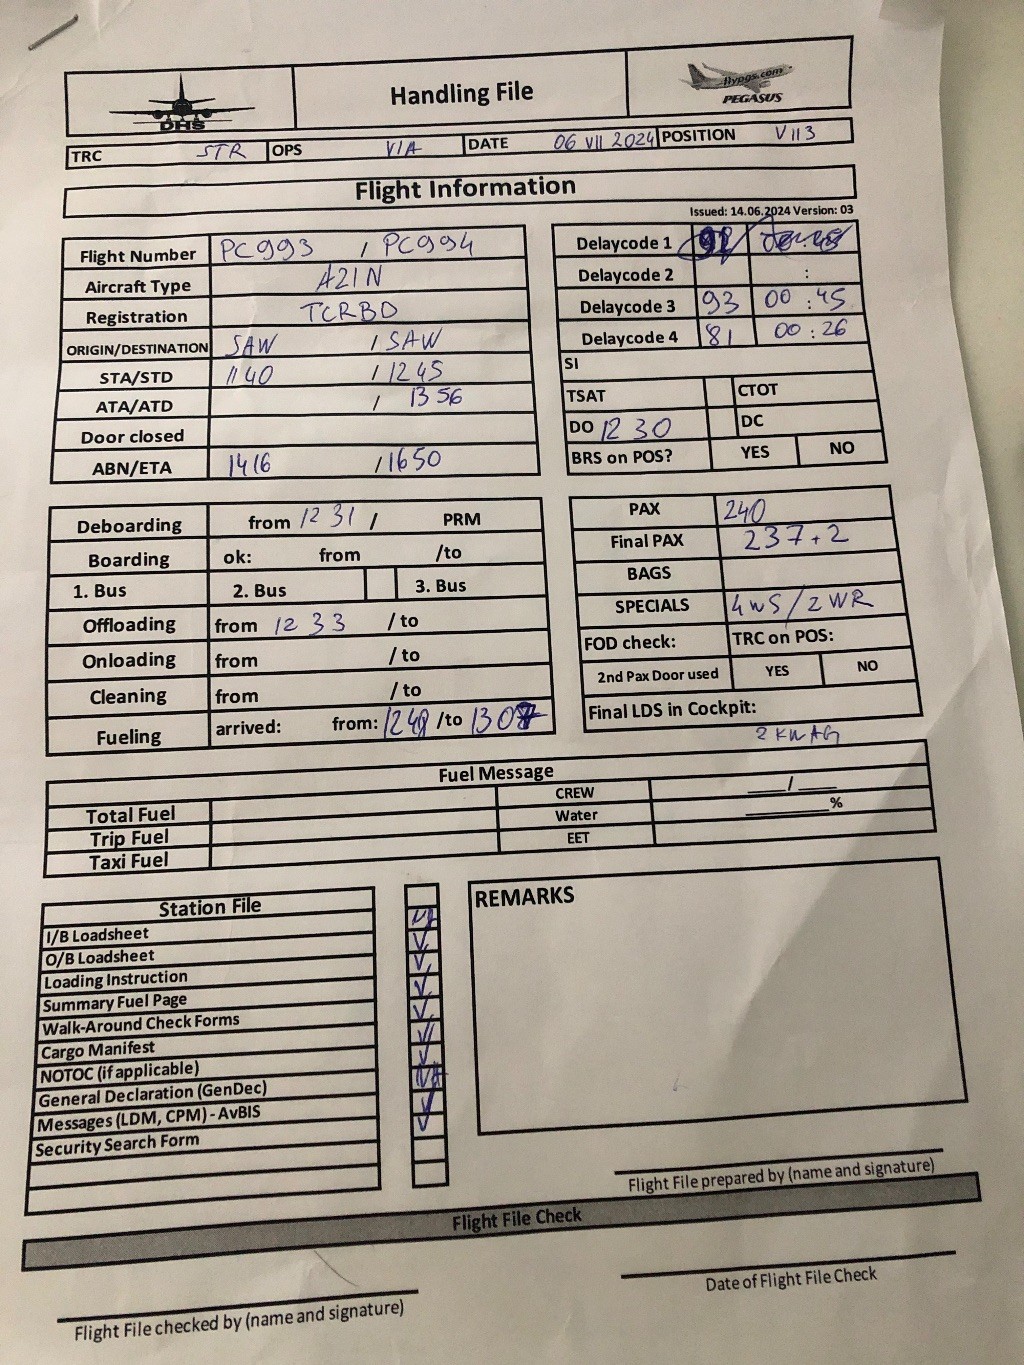 DHS
Handling File
flypgs.com
PEGASUS
TRC STR OPS VIA DATE 06 VII 2024 POSITION V113
Flight Information
Issued: 14.06.2024 Version: 03
Flight Number PC993 / PC994
Aircraft Type A21N
Registration TCRBD
ORIGIN/DESTINATION SAW / SAW
STA/STD 1140 / 1245
ATA/ATD / 1356
Door closed
ABN/ETA 1416 / 1650
Delaycode 1
Delaycode 2 :
Delaycode 3 93 00 : 45
Delaycode 4 81 00 : 26
SI
TSAT CTOT
DO 1230 DC
BRS on POS? YES NO
Deboarding from 1231 / PRM
Boarding ok: from /to
1. Bus 2. Bus 3. Bus
Offloading from 1233 / to
Onloading from / to
Cleaning from / to
Fueling arrived: from: 1248 /to 1307
PAX 240
Final PAX 237+2
BAGS
SPECIALS 4WS/2WR
FOD check: TRC on POS:
2nd Pax Door used YES NO
Final LDS in Cockpit:
2 KWAG
Fuel Message
Total Fuel CREW __/__
Trip Fuel Water ____%
Taxi Fuel EET
Station File
I/B Loadsheet
O/B Loadsheet
Loading Instruction
Summary Fuel Page
Walk-Around Check Forms
Cargo Manifest
NOTOC (if applicable)
General Declaration (GenDec)
Messages (LDM, CPM) - AvBIS
Security Search Form
REMARKS
Flight File prepared by (name and signature)
Flight File Check
Flight File checked by (name and signature)
Date of Flight File Check